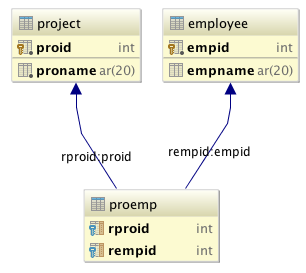 project
proid int
proname ar(20)
employee
empid int
empname ar(20)
rproid:proid
rempid:empid
proemp
rproid int
rempid int